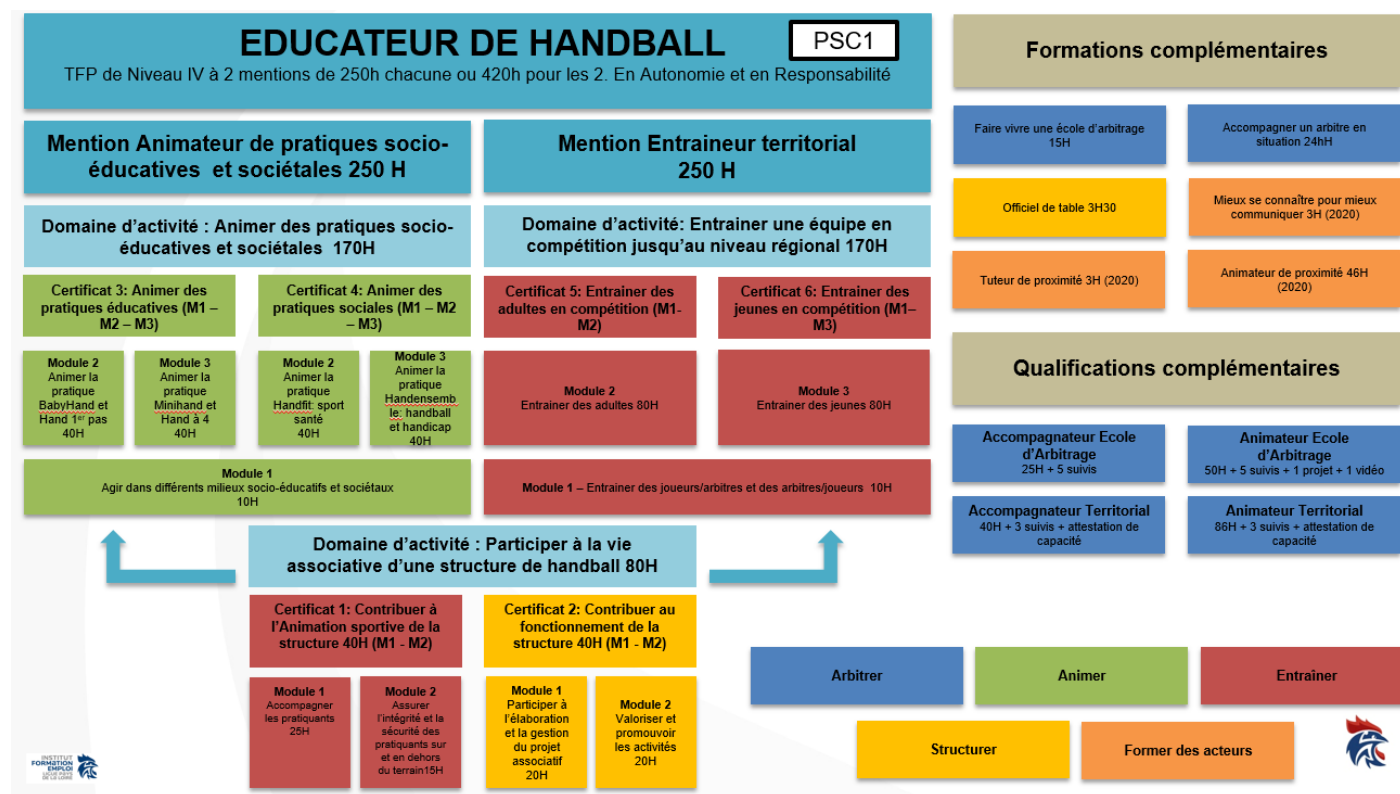 EDUCATEUR DE HANDBALL
PSC1
TFP de Niveau IV à 2 mentions de 250h chacune ou 420h pour les 2. En Autonomie et en Responsabilité
Mention Animateur de pratiques socio-
éducatives et sociétales 250 H
Mention Entraineur territorial
250 H
Domaine d'activité : Animer des pratiques socio-
éducatives et sociétales 170H
Domaine d'activité: Entrainer une équipe en
compétition jusqu'au niveau régional 170H
Certificat 3: Animer des
pratiques éducatives (M1 –
M2 – M3)
Certificat 4: Animer des
pratiques sociales (M1 – M2
– M3)
Certificat 5: Entrainer des
adultes en compétition (M1-
M2)
Certificat 6: Entrainer des
jeunes en compétition (M1–
M3)
Module 2
Animer la
pratique
BabyHand et
Hand 1er pas
40H
Module 3
Animer la
pratique
Minihand et
Hand à 4
40H
Module 2
Animer la
pratique
Handfit: sport
santé
40H
Module 3
Animer la
pratique
Handensemb
le: handball
et handicap
40H
Module 2
Entrainer des adultes 80H
Module 3
Entrainer des jeunes 80H
Module 1
Agir dans différents milieux socio-éducatifs et sociétaux
10H
Module 1 – Entrainer des joueurs/arbitres et des arbitres/joueurs 10H
Domaine d'activité : Participer à la vie
associative d'une structure de handball 80H
Certificat 1: Contribuer à
l'Animation sportive de la
structure 40H (M1 - M2)
Certificat 2: Contribuer au
fonctionnement de la
structure 40H (M1 - M2)
Module 1
Accompagner
les pratiquants
25H
Module 2
Assurer
l'intégrité et la
sécurité des
pratiquants sur
et en dehors
du terrain15H
Module 1
Participer à
l'élaboration
et la gestion
du projet
associatif
20H
Module 2
Valoriser et
promouvoir
les activités
20H
Formations complémentaires
Faire vivre une école d'arbitrage
15H
Accompagner un arbitre en
situation 24hH
Officiel de table 3H30
Mieux se connaître pour mieux
communiquer 3H (2020)
Tuteur de proximité 3H (2020)
Animateur de proximité 46H
(2020)
Qualifications complémentaires
Accompagnateur Ecole
d'Arbitrage
25H + 5 suivis
Animateur Ecole
d'Arbitrage
50H + 5 suivis + 1 projet + 1 vidéo
Accompagnateur Territorial
40H + 3 suivis + attestation de
capacité
Animateur Territorial
86H + 3 suivis + attestation de
capacité
Arbitrer
Animer
Entraîner
Structurer
Former des acteurs
INSTITUT
FORMATION
EMPLOI
LIGUE PAYS
DE LA LOIRE